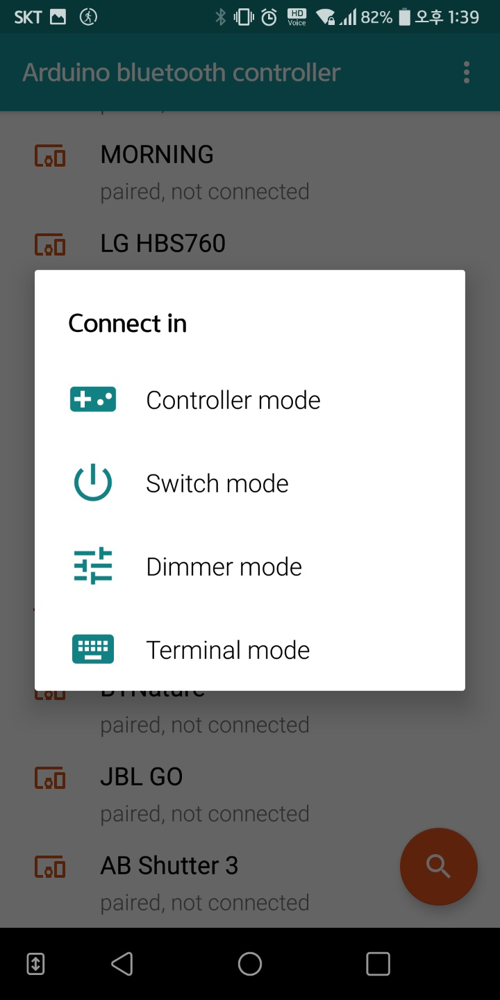 SKT HD Voice 82% 오후 1:39
Arduino bluetooth controller
MORNING
paired, not connected
LG HBS760
Connect in
Controller mode
Switch mode
Dimmer mode
Terminal mode
BTNature
paired, not connected
JBL GO
paired, not connected
AB Shutter 3
paired, not connected